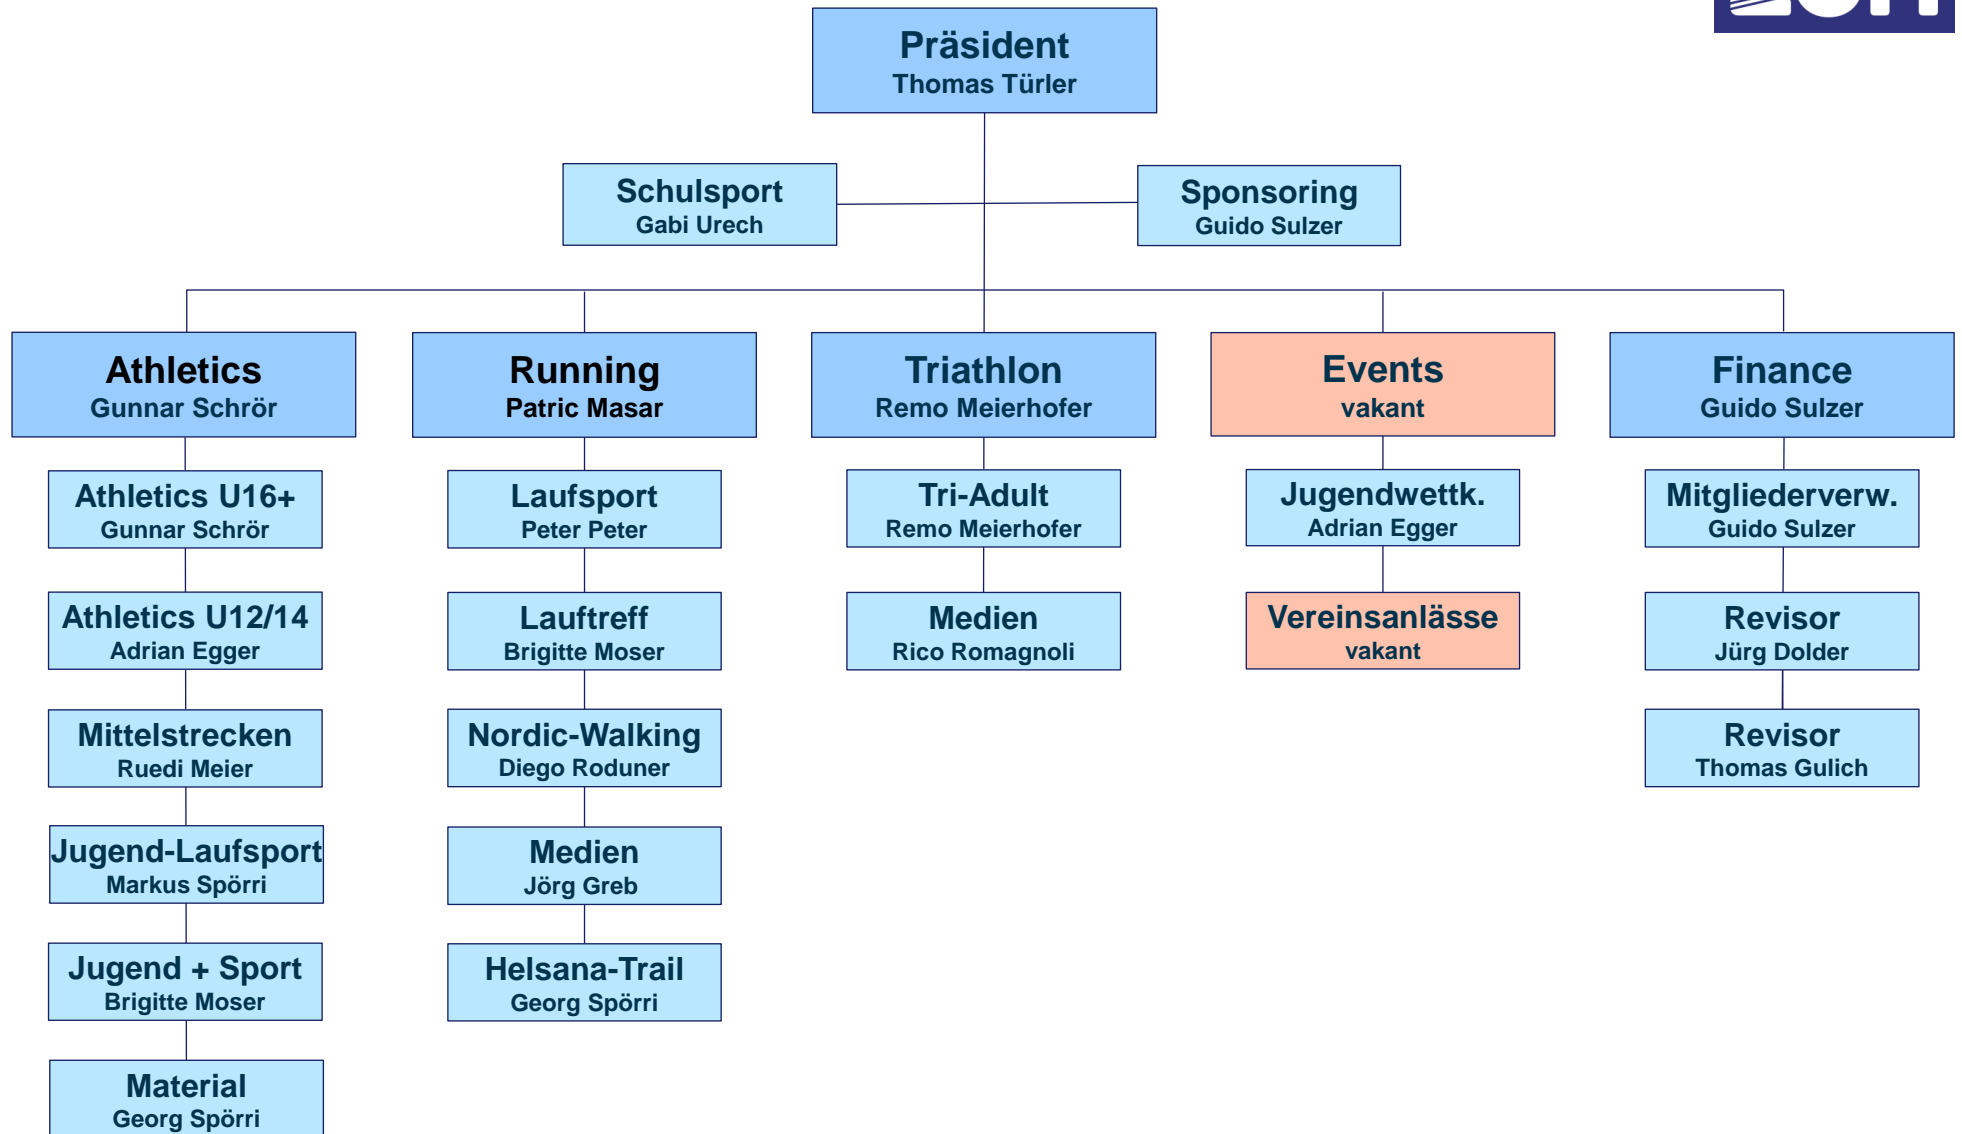 Präsident
Thomas Türler
Schulsport
Gabi Urech
Sponsoring
Guido Sulzer
Athletics
Gunnar Schrör
Athletics U16+
Gunnar Schrör
Athletics U12/14
Adrian Egger
Mittelstrecken
Ruedi Meier
Jugend-Laufsport
Markus Spörri
Jugend + Sport
Brigitte Moser
Material
Georg Spörri
Running
Patric Masar
Laufsport
Peter Peter
Lauftreff
Brigitte Moser
Nordic-Walking
Diego Roduner
Medien
Jörg Greb
Helsana-Trail
Georg Spörri
Triathlon
Remo Meierhofer
Tri-Adult
Remo Meierhofer
Medien
Rico Romagnoli
Events
vakant
Jugendwettk.
Adrian Egger
Vereinsanlässe
vakant
Finance
Guido Sulzer
Mitgliederverw.
Guido Sulzer
Revisor
Jürg Dolder
Revisor
Thomas Gulich